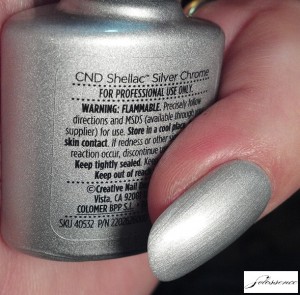 CND Shellac™ Silver Chrome
FOR PROFESSIONAL USE ONLY.
WARNING: FLAMMABLE. Precisely follow
directions and MSDS (available through
supplier) for use. Store in a cool place
skin contact. If redness or other
reaction occur, discontinue
Keep tightly sealed. Keep
Keep out of reach
©Creative Nail
Vista, CA
COLOMER BPP S.
SKU 40532 P/N
Solessence